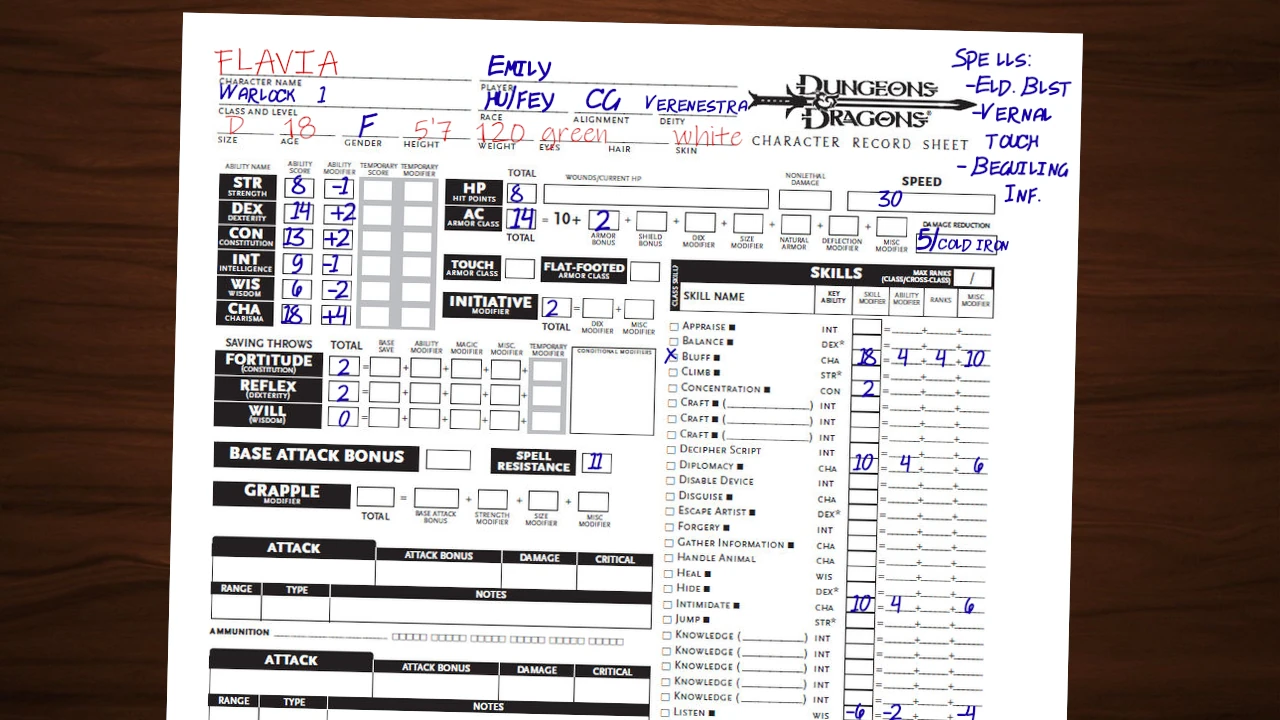 FLAVIA
CHARACTER NAME
EMILY
PLAYER
SPELLS:
-ELD. BLST
-VERNAL
TOUCH
- BEGUILING
INF.
WARLOCK 1
CLASS AND LEVEL
HU/FEY
RACE
CG
ALIGNMENT
VERENESTRA
DEITY
DUNGEONS
&
DRAGONS®
CHARACTER RECORD SHEET
D
SIZE
18
AGE
F
GENDER
5'7
HEIGHT
120
WEIGHT
green
EYES
HAIR
white
SKIN
ABILITY NAME ABILITY SCORE ABILITY MODIFIER TEMPORARY SCORE TEMPORARY MODIFIER
STR STRENGTH 8 -1
DEX DEXTERITY 14 +2
CON CONSTITUTION 13 +2
INT INTELLIGENCE 9 -1
WIS WISDOM 6 -2
CHA CHARISMA 18 +4
TOTAL WOUNDS/CURRENT HP NONLETHAL DAMAGE SPEED
HP HIT POINTS 8 30
AC ARMOR CLASS 14 = 10+ 2 + + + + + +
TOTAL ARMOR BONUS SHIELD BONUS DEX MODIFIER SIZE MODIFIER NATURAL ARMOR DEFLECTION MODIFIER MISC MODIFIER
DAMAGE REDUCTION
5/COLD IRON
TOUCH ARMOR CLASS FLAT-FOOTED ARMOR CLASS
INITIATIVE MODIFIER 2 = +
TOTAL DEX MODIFIER MISC MODIFIER
SAVING THROWS TOTAL BASE SAVE ABILITY MODIFIER MAGIC MODIFIER MISC. MODIFIER TEMPORARY MODIFIER CONDITIONAL MODIFIERS
FORTITUDE (CONSTITUTION) 2 = + + + +
REFLEX (DEXTERITY) 2 = + + + +
WILL (WISDOM) 0 = + + + +
BASE ATTACK BONUS
SPELL RESISTANCE 11
GRAPPLE MODIFIER = + + +
TOTAL BASE ATTACK BONUS STRENGTH MODIFIER SIZE MODIFIER MISC MODIFIER
ATTACK ATTACK BONUS DAMAGE CRITICAL
RANGE TYPE NOTES
AMMUNITION
ATTACK ATTACK BONUS DAMAGE CRITICAL
RANGE TYPE NOTES
SKILLS MAX RANKS (CLASS/CROSS-CLASS) /
CLASS SKILL? SKILL NAME KEY ABILITY SKILL MODIFIER ABILITY MODIFIER RANKS MISC MODIFIER
APPRAISE ■ INT
BALANCE ■ DEX*
X BLUFF ■ CHA 18 = 4 + 4 + 10
CLIMB ■ STR*
CONCENTRATION ■ CON 2
CRAFT ■ (____) INT
CRAFT ■ (____) INT
CRAFT ■ (____) INT
DECIPHER SCRIPT INT
DIPLOMACY ■ CHA 10 = 4 + + 6
DISABLE DEVICE INT
DISGUISE ■ CHA
ESCAPE ARTIST ■ DEX*
FORGERY ■ INT
GATHER INFORMATION ■ CHA
HANDLE ANIMAL CHA
HEAL ■ WIS
HIDE ■ DEX*
INTIMIDATE ■ CHA 10 = 4 + + 6
JUMP ■ STR*
KNOWLEDGE (____) INT
KNOWLEDGE (____) INT
KNOWLEDGE (____) INT
KNOWLEDGE (____) INT
KNOWLEDGE (____) INT
LISTEN ■ WIS -6 = -2 + + -4